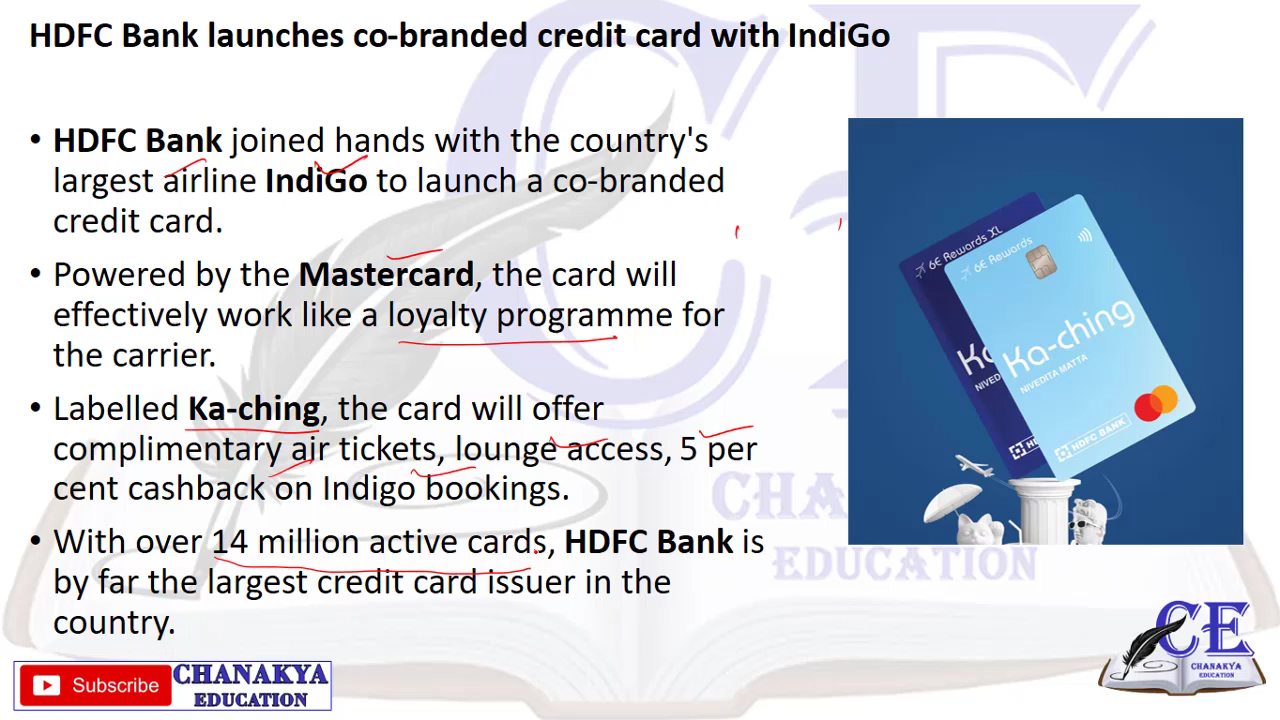 HDFC Bank launches co-branded credit card with IndiGo
• HDFC Bank joined hands with the country's
largest airline IndiGo to launch a co-branded
credit card.
• Powered by the Mastercard, the card will
effectively work like a loyalty programme for
the carrier.
• Labelled Ka-ching, the card will offer
complimentary air tickets, lounge access, 5 per
cent cashback on Indigo bookings.
• With over 14 million active cards, HDFC Bank is
by far the largest credit card issuer in the
country.
6E Rewards XL
6E Rewards
Ka-ching
NIVEDITA MATTA
HDFC BANK
CE
CHANAKYA
EDUCATION
Subscribe
CHANAKYA
EDUCATION
CE
CHANAKYA
EDUCATION